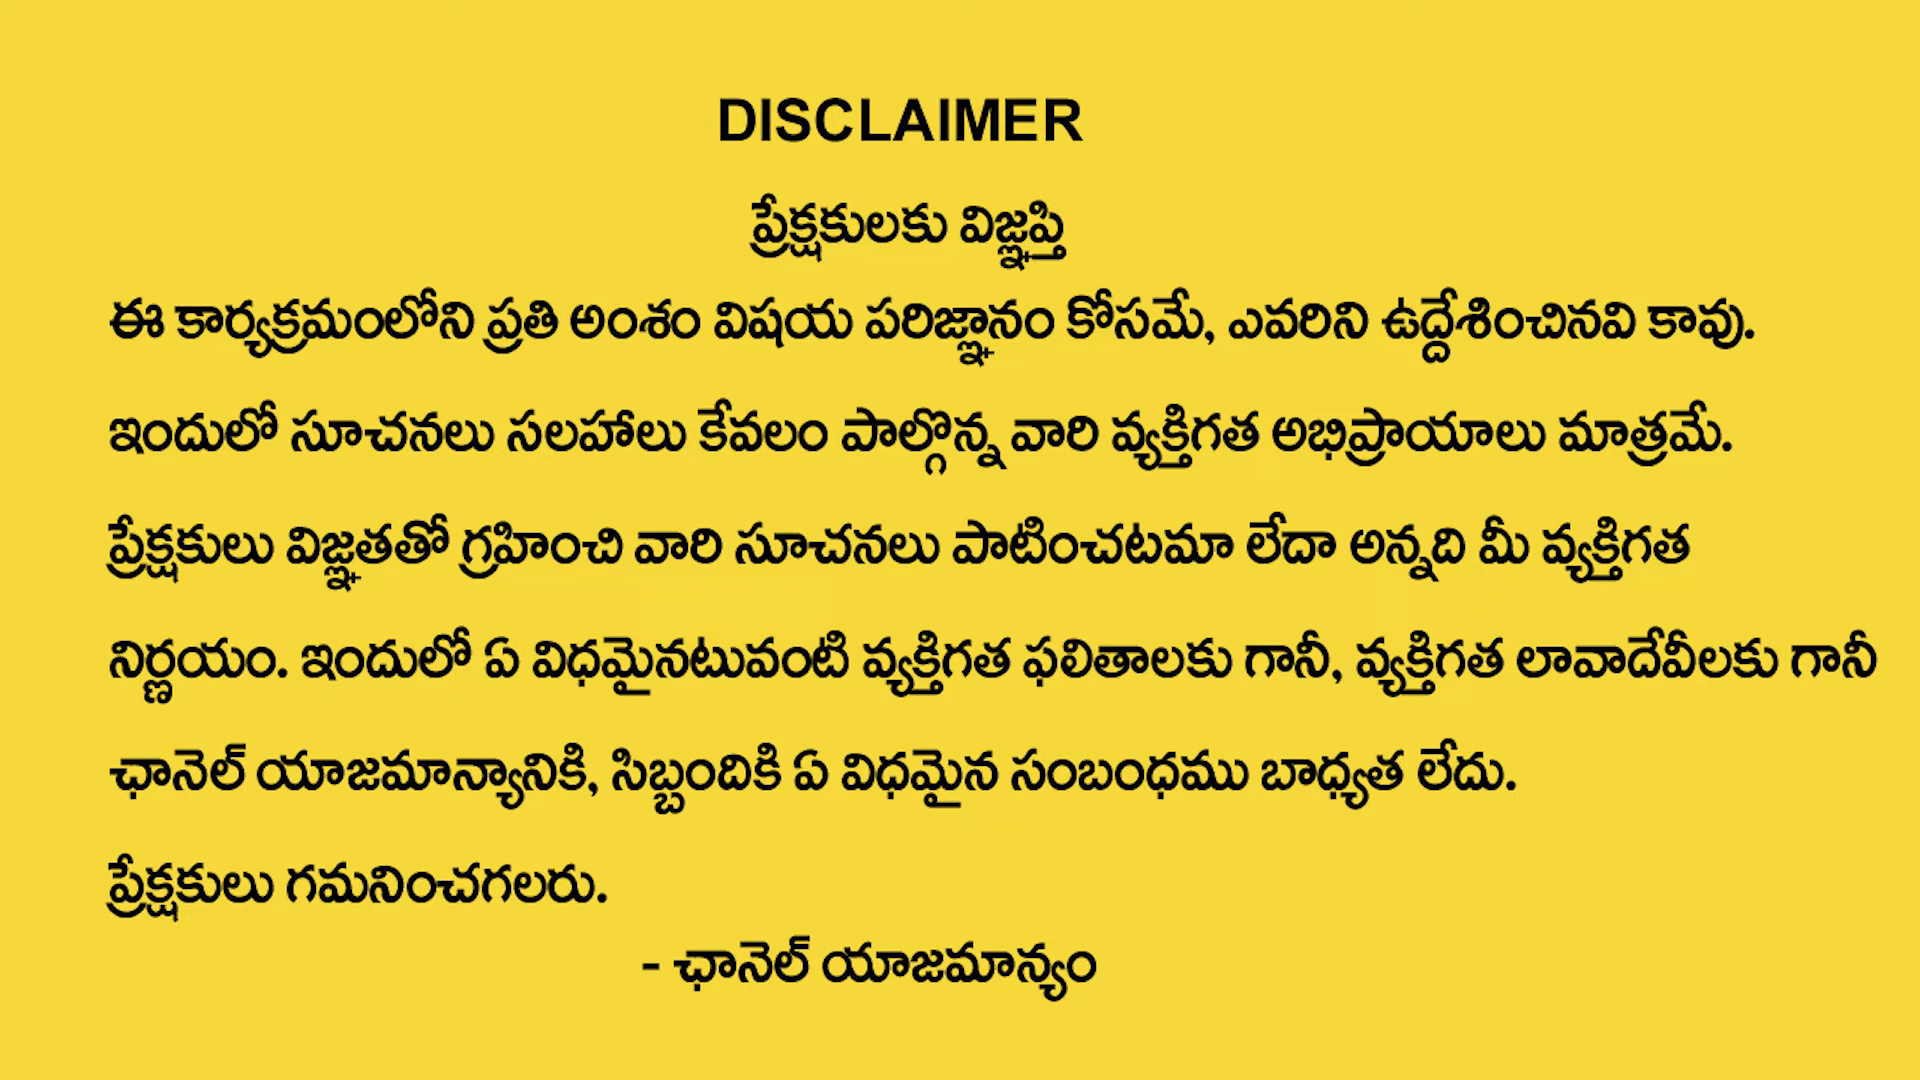 DISCLAIMER
ప్రేక్షకులకు విజ్ఞప్తి
ఈ కార్యక్రమంలోని ప్రతి అంశం విషయ పరిజ్ఞానం కోసమే, ఎవరిని ఉద్దేశించినవి కావు.
ఇందులో సూచనలు సలహాలు కేవలం పాల్గొన్న వారి వ్యక్తిగత అభిప్రాయాలు మాత్రమే.
ప్రేక్షకులు విజ్ఞతతో గ్రహించి వారి సూచనలు పాటించటమా లేదా అన్నది మీ వ్యక్తిగత
నిర్ణయం. ఇందులో ఏ విధమైనటువంటి వ్యక్తిగత ఫలితాలకు గానీ, వ్యక్తిగత లావాదేవీలకు గానీ
ఛానెల్ యాజమాన్యానికి, సిబ్బందికి ఏ విధమైన సంబంధము బాధ్యత లేదు.
ప్రేక్షకులు గమనించగలరు.
- ఛానెల్ యాజమాన్యం